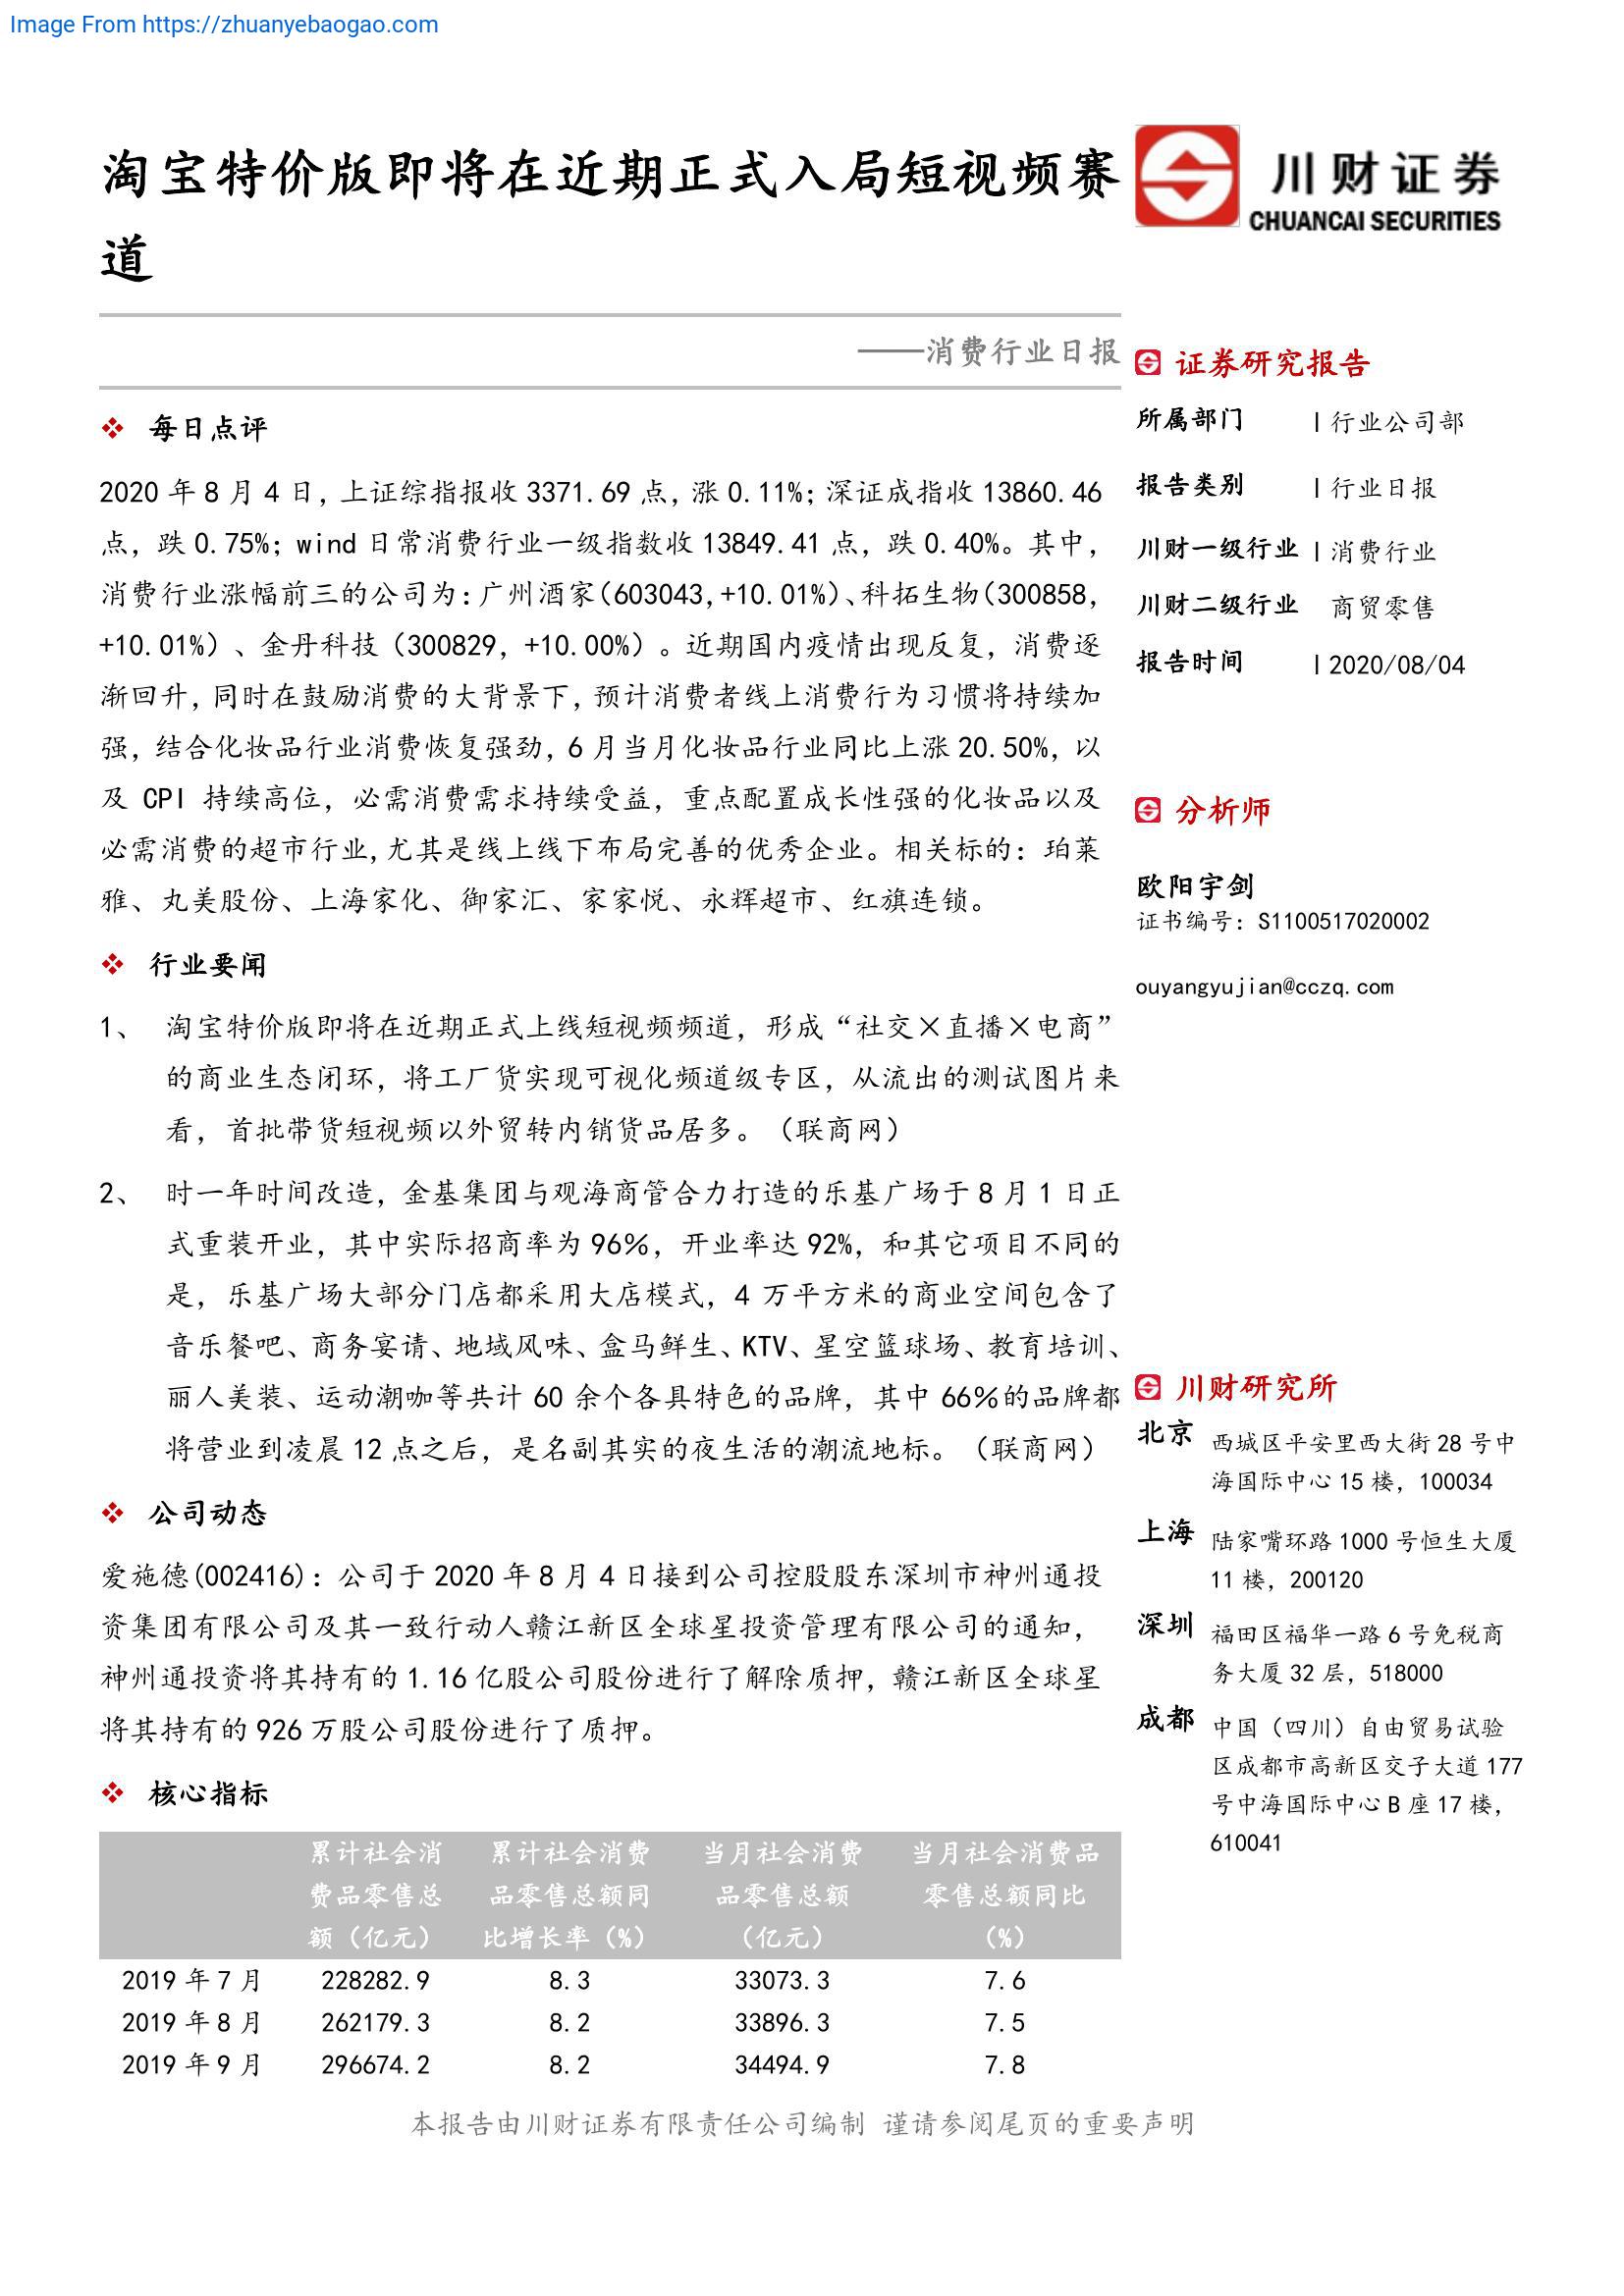 Image From https://zhuanyebaogao.com
淘宝特价版即将在近期正式入局短视频赛
道
川财证券
CHUANCAI SECURITIES
——消费行业日报
❖ 每日点评
2020 年 8 月 4 日，上证综指报收 3371.69 点，涨 0.11%；深证成指收 13860.46
点，跌 0.75%；wind 日常消费行业一级指数收 13849.41 点，跌 0.40%。其中，
消费行业涨幅前三的公司为：广州酒家（603043,+10.01%）、科拓生物（300858，
+10.01%）、金丹科技（300829，+10.00%）。近期国内疫情出现反复，消费逐
渐回升，同时在鼓励消费的大背景下，预计消费者线上消费行为习惯将持续加
强，结合化妆品行业消费恢复强劲，6 月当月化妆品行业同比上涨 20.50%，以
及 CPI 持续高位，必需消费需求持续受益，重点配置成长性强的化妆品以及
必需消费的超市行业,尤其是线上线下布局完善的优秀企业。相关标的：珀莱
雅、丸美股份、上海家化、御家汇、家家悦、永辉超市、红旗连锁。
❖ 行业要闻
1、 淘宝特价版即将在近期正式上线短视频频道，形成“社交×直播×电商”
的商业生态闭环，将工厂货实现可视化频道级专区，从流出的测试图片来
看，首批带货短视频以外贸转内销货品居多。（联商网）
2、 时一年时间改造，金基集团与观海商管合力打造的乐基广场于 8 月 1 日正
式重装开业，其中实际招商率为 96％，开业率达 92%，和其它项目不同的
是，乐基广场大部分门店都采用大店模式，4 万平方米的商业空间包含了
音乐餐吧、商务宴请、地域风味、盒马鲜生、KTV、星空篮球场、教育培训、
丽人美装、运动潮咖等共计 60 余个各具特色的品牌，其中 66％的品牌都
将营业到凌晨 12 点之后，是名副其实的夜生活的潮流地标。（联商网）
❖ 公司动态
爱施德(002416)：公司于 2020 年 8 月 4 日接到公司控股股东深圳市神州通投
资集团有限公司及其一致行动人赣江新区全球星投资管理有限公司的通知，
神州通投资将其持有的 1.16 亿股公司股份进行了解除质押，赣江新区全球星
将其持有的 926 万股公司股份进行了质押。
❖ 核心指标
累计社会消 累计社会消费 当月社会消费 当月社会消费品
费品零售总 品零售总额同 品零售总额 零售总额同比
额（亿元） 比增长率（%） （亿元） （%）
2019 年 7 月 228282.9 8.3 33073.3 7.6
2019 年 8 月 262179.3 8.2 33896.3 7.5
2019 年 9 月 296674.2 8.2 34494.9 7.8
证券研究报告
所属部门 | 行业公司部
报告类别 | 行业日报
川财一级行业 | 消费行业
川财二级行业 商贸零售
报告时间 | 2020/08/04
分析师
欧阳宇剑
证书编号：S1100517020002
ouyangyujian@cczq.com
川财研究所
北京 西城区平安里西大街 28 号中
海国际中心 15 楼，100034
上海 陆家嘴环路 1000 号恒生大厦
11 楼，200120
深圳 福田区福华一路 6 号免税商
务大厦 32 层，518000
成都 中国（四川）自由贸易试验
区成都市高新区交子大道 177
号中海国际中心 B 座 17 楼，
610041
本报告由川财证券有限责任公司编制 谨请参阅尾页的重要声明